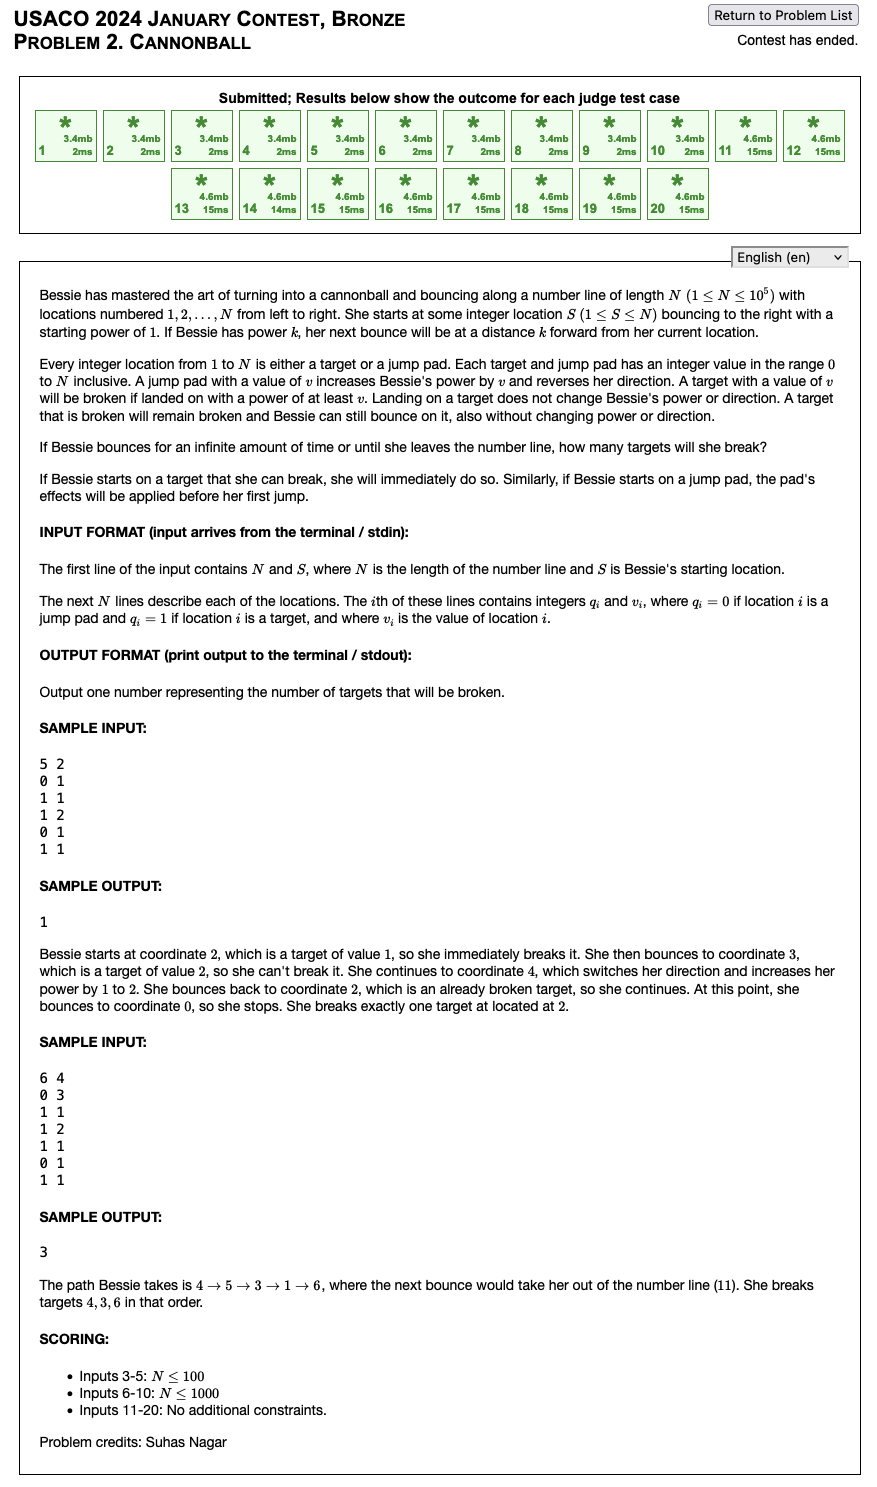 USACO 2024 JANUARY CONTEST, BRONZE
PROBLEM 2. CANNONBALL
Return to Problem List
Contest has ended.
Submitted; Results below show the outcome for each judge test case
* 3.4mb 1 2ms
* 3.4mb 2 2ms
* 3.4mb 3 2ms
* 3.4mb 4 2ms
* 3.4mb 5 2ms
* 3.4mb 6 2ms
* 3.4mb 7 2ms
* 3.4mb 8 2ms
* 3.4mb 9 2ms
* 3.4mb 10 2ms
* 4.6mb 11 15ms
* 4.6mb 12 15ms
* 4.6mb 13 15ms
* 4.6mb 14 14ms
* 4.6mb 15 15ms
* 4.6mb 16 15ms
* 4.6mb 17 15ms
* 4.6mb 18 15ms
* 4.6mb 19 15ms
* 4.6mb 20 15ms
English (en)
Bessie has mastered the art of turning into a cannonball and bouncing along a number line of length N (1 ≤ N ≤ 10⁵) with
locations numbered 1, 2, . . . , N from left to right. She starts at some integer location S (1 ≤ S ≤ N) bouncing to the right with a
starting power of 1. If Bessie has power k, her next bounce will be at a distance k forward from her current location.
Every integer location from 1 to N is either a target or a jump pad. Each target and jump pad has an integer value in the range 0
to N inclusive. A jump pad with a value of v increases Bessie's power by v and reverses her direction. A target with a value of v
will be broken if landed on with a power of at least v. Landing on a target does not change Bessie's power or direction. A target
that is broken will remain broken and Bessie can still bounce on it, also without changing power or direction.
If Bessie bounces for an infinite amount of time or until she leaves the number line, how many targets will she break?
If Bessie starts on a target that she can break, she will immediately do so. Similarly, if Bessie starts on a jump pad, the pad's
effects will be applied before her first jump.
INPUT FORMAT (input arrives from the terminal / stdin):
The first line of the input contains N and S, where N is the length of the number line and S is Bessie's starting location.
The next N lines describe each of the locations. The ith of these lines contains integers qᵢ and vᵢ, where qᵢ = 0 if location i is a
jump pad and qᵢ = 1 if location i is a target, and where vᵢ is the value of location i.
OUTPUT FORMAT (print output to the terminal / stdout):
Output one number representing the number of targets that will be broken.
SAMPLE INPUT:
5 2
0 1
1 1
1 2
0 1
1 1
SAMPLE OUTPUT:
1
Bessie starts at coordinate 2, which is a target of value 1, so she immediately breaks it. She then bounces to coordinate 3,
which is a target of value 2, so she can't break it. She continues to coordinate 4, which switches her direction and increases her
power by 1 to 2. She bounces back to coordinate 2, which is an already broken target, so she continues. At this point, she
bounces to coordinate 0, so she stops. She breaks exactly one target at located at 2.
SAMPLE INPUT:
6 4
0 3
1 1
1 2
1 1
0 1
1 1
SAMPLE OUTPUT:
3
The path Bessie takes is 4 → 5 → 3 → 1 → 6, where the next bounce would take her out of the number line (11). She breaks
targets 4, 3, 6 in that order.
SCORING:
• Inputs 3-5: N ≤ 100
• Inputs 6-10: N ≤ 1000
• Inputs 11-20: No additional constraints.
Problem credits: Suhas Nagar